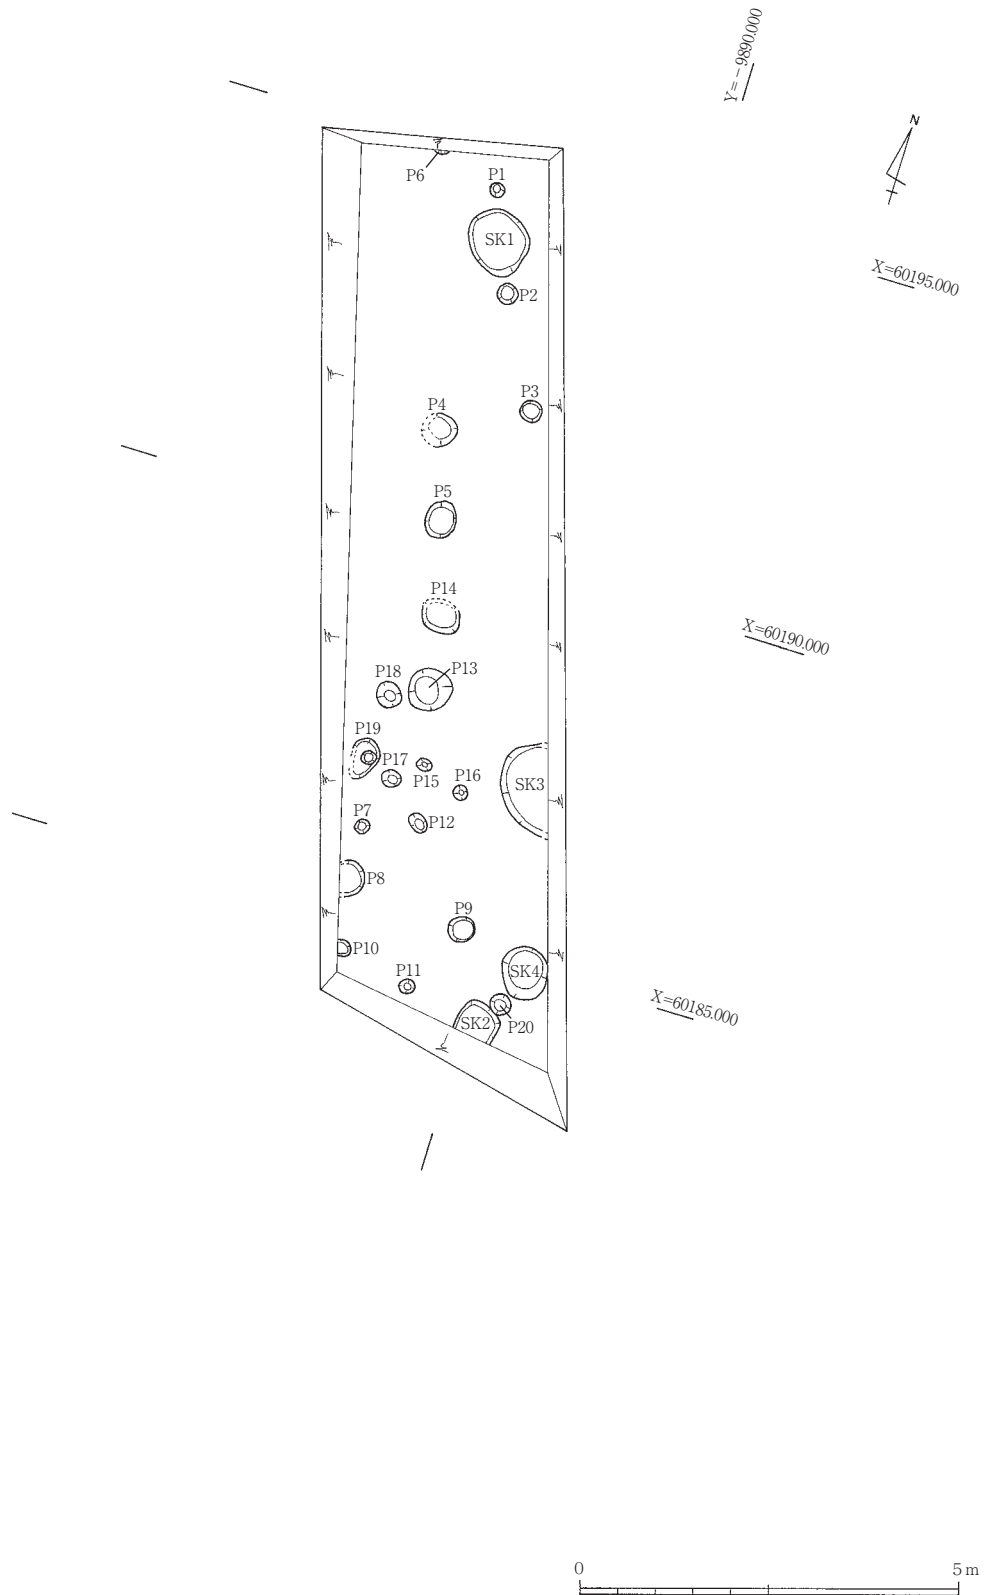 Y=−9890.000
N
P6
P1
SK1
X=60195.000
P2
P3
P4
P5
P14
X=60190.000
P18
P13
P19
P17
P15
P16
SK3
P7
P12
P8
P9
P10
P11
SK4
SK2
P20
X=60185.000
0
5m